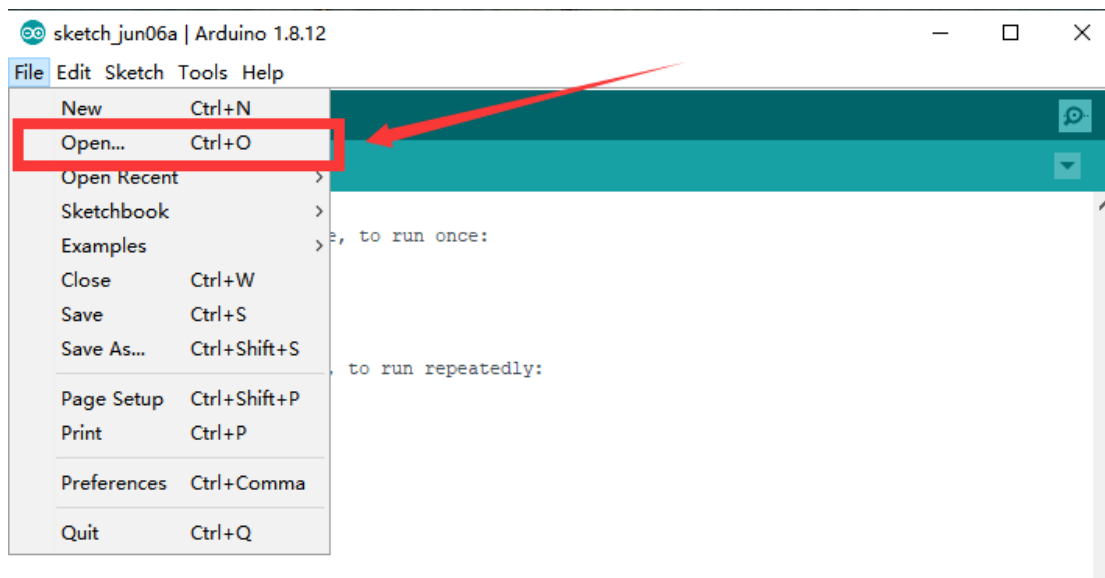 sketch_jun06a | Arduino 1.8.12
File Edit Sketch Tools Help
New Ctrl+N
Open... Ctrl+O
Open Recent
Sketchbook
, to run once:
Examples
Close Ctrl+W
Save Ctrl+S
Save As... Ctrl+Shift+S
, to run repeatedly:
Page Setup Ctrl+Shift+P
Print Ctrl+P
Preferences Ctrl+Comma
Quit Ctrl+Q